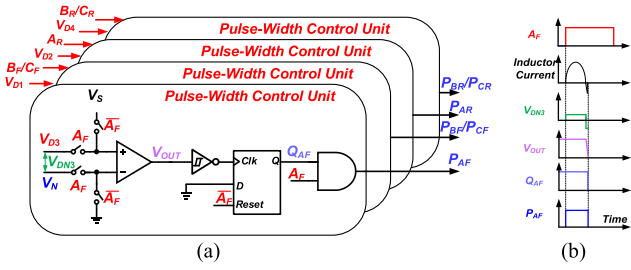 B_R/C_R
V_D4
A_R
V_D2
B_F/C_F
V_D1
Pulse-Width Control Unit
Pulse-Width Control Unit
Pulse-Width Control Unit
Pulse-Width Control Unit
P_BR/P_CR
P_AR
P_BF/P_CF
P_AF
V_S
A̅_F
V_D3 A_F
V_DN3
V_N A_F
A̅_F
+
−
V_OUT
Clk Q
D
Reset
A̅_F
Q_AF
A_F
(a)
A_F
Inductor
Current
V_DN3
V_OUT
Q_AF
P_AF
Time
(b)